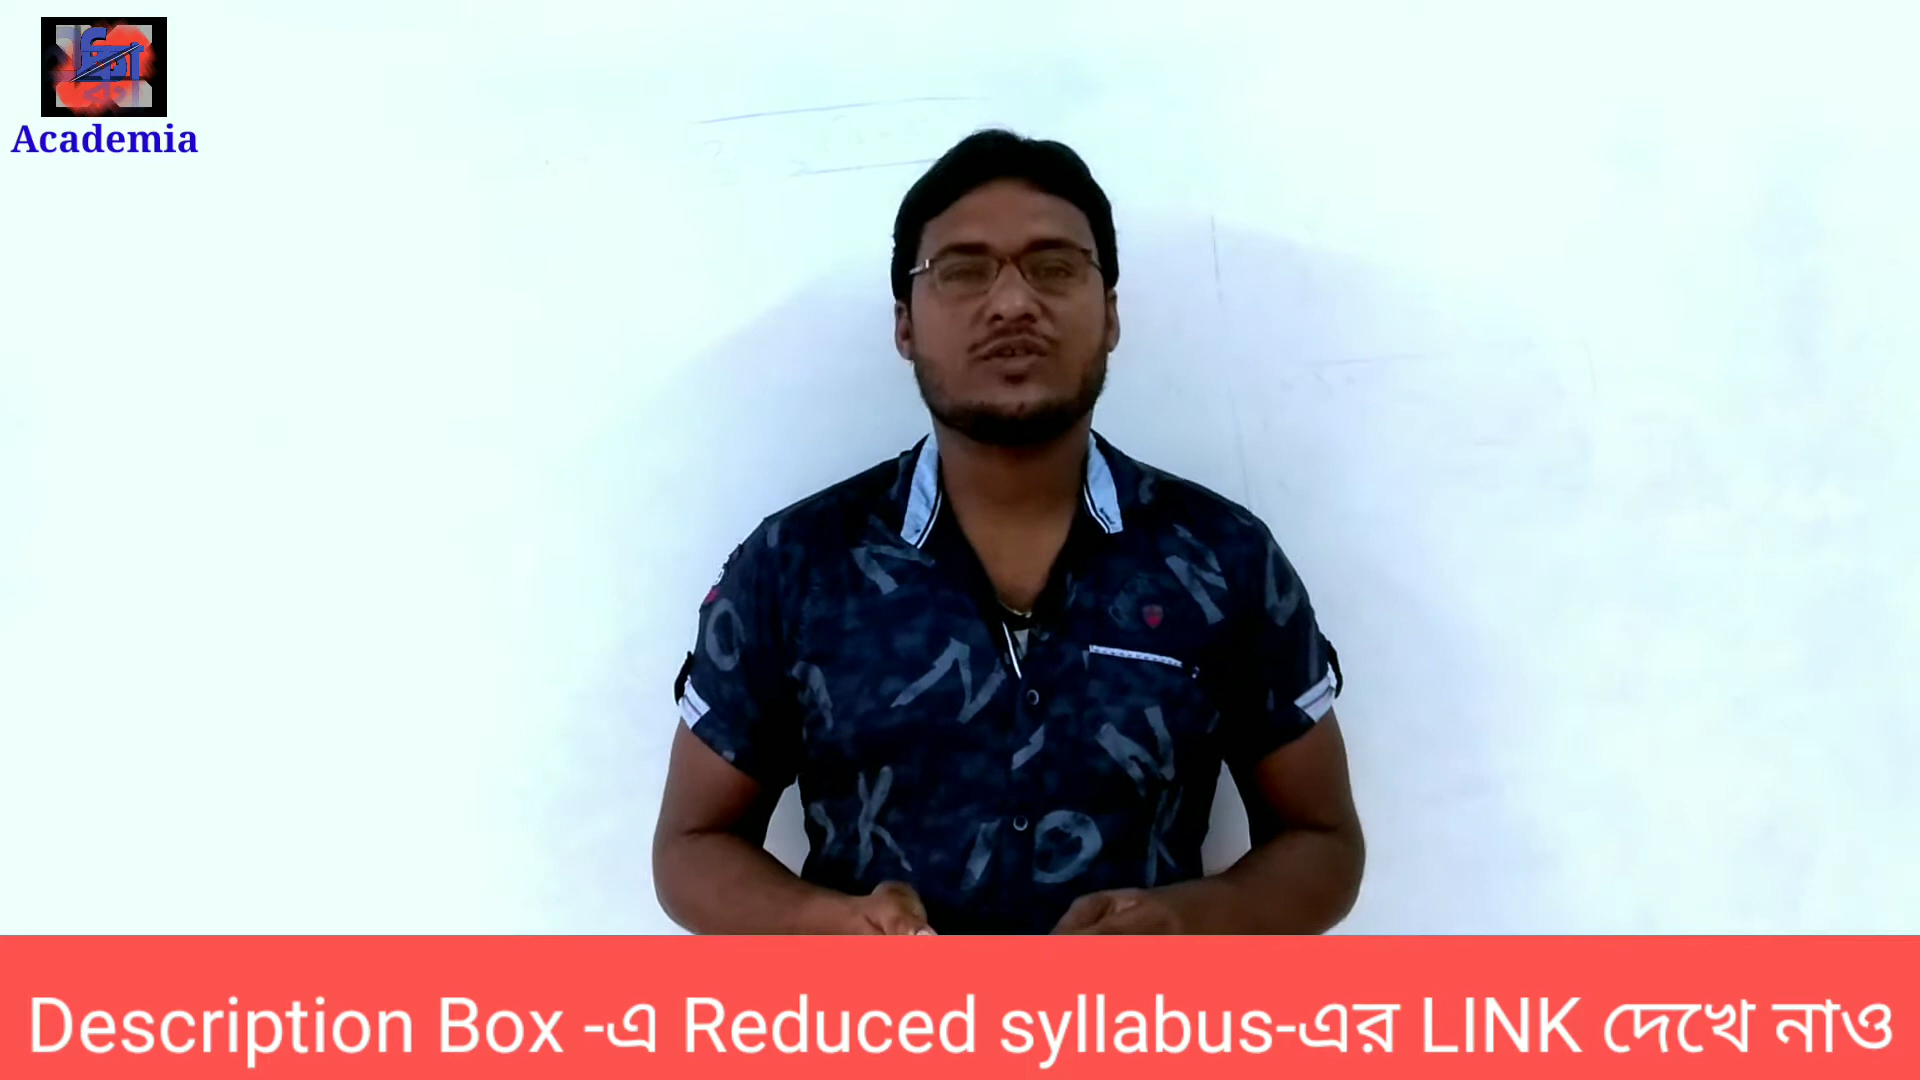 Academia
Description Box -এ Reduced syllabus-এর LINK দেখে নাও